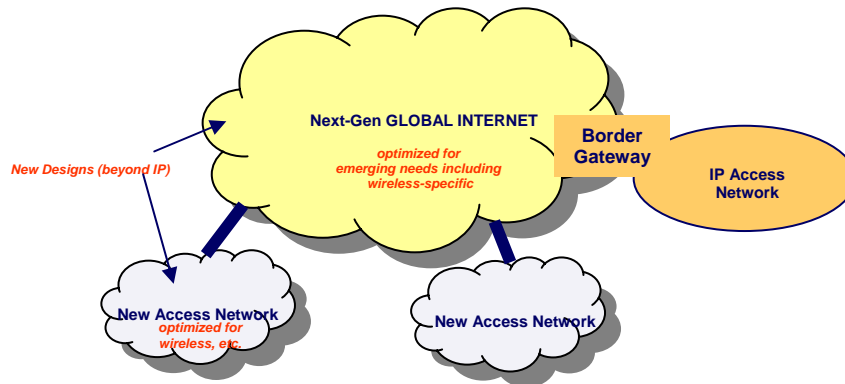 Next-Gen GLOBAL INTERNET
optimized for
emerging needs including
wireless-specific
Border
Gateway
IP Access
Network
New Designs (beyond IP)
New Access Network
optimized for
wireless, etc.
New Access Network